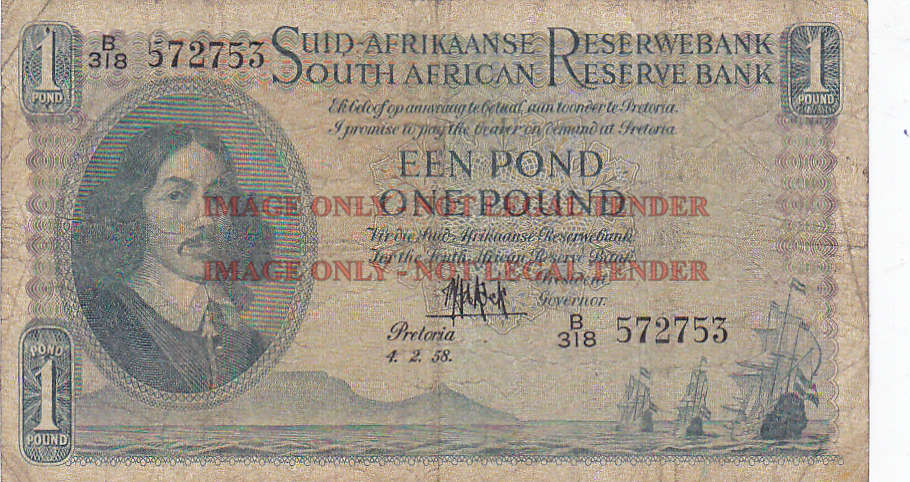 1
POND
B
318 572753
SUID-AFRIKAANSE RESERWEBANK
SOUTH AFRICAN RESERVE BANK
1
POUND
Ek beloof op aanvraag te betaal aan toonder te Pretoria.
I promise to pay the bearer on demand at Pretoria
EEN POND
ONE POUND
IMAGE ONLY - NOT LEGAL TENDER
Vir die Suid-Afrikaanse Reserwebank
For the South African Reserve Bank
IMAGE ONLY - NOT LEGAL TENDER
President
Governor.
Pretoria
4. 2. 58.
B
318 572753
POND
1
POUND